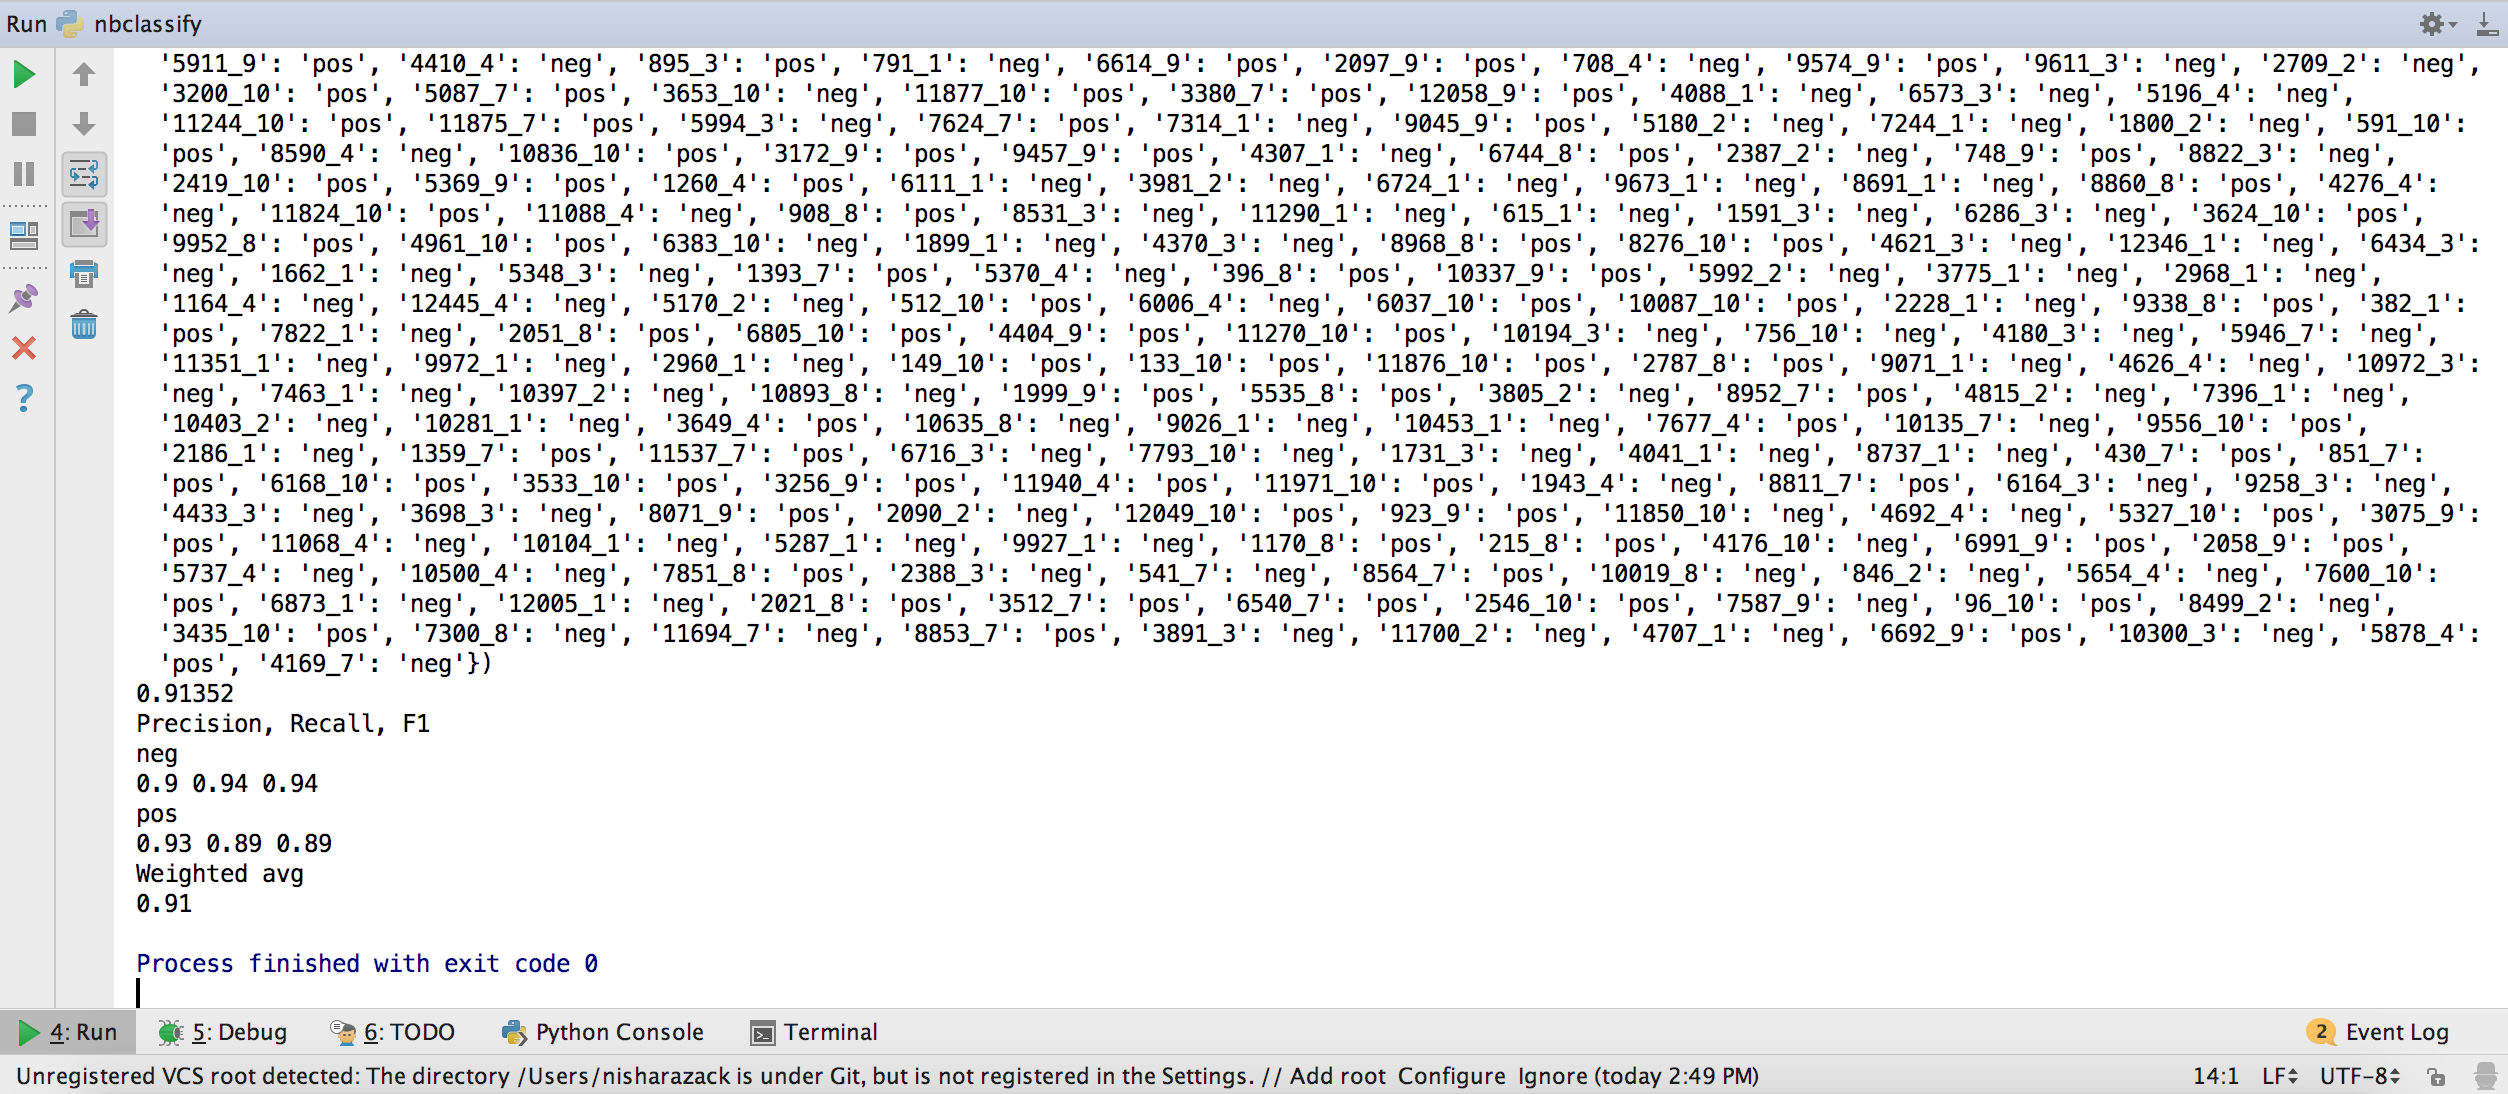 Run nbclassify
'5911_9': 'pos', '4410_4': 'neg', '895_3': 'pos', '791_1': 'neg', '6614_9': 'pos', '2097_9': 'pos', '708_4': 'neg', '9574_9': 'pos', '9611_3': 'neg', '2709_2': 'neg',
'3200_10': 'pos', '5087_7': 'pos', '3653_10': 'neg', '11877_10': 'pos', '3380_7': 'pos', '12058_9': 'pos', '4088_1': 'neg', '6573_3': 'neg', '5196_4': 'neg',
'11244_10': 'pos', '11875_7': 'pos', '5994_3': 'neg', '7624_7': 'pos', '7314_1': 'neg', '9045_9': 'pos', '5180_2': 'neg', '7244_1': 'neg', '1800_2': 'neg', '591_10':
'pos', '8590_4': 'neg', '10836_10': 'pos', '3172_9': 'pos', '9457_9': 'pos', '4307_1': 'neg', '6744_8': 'pos', '2387_2': 'neg', '748_9': 'pos', '8822_3': 'neg',
'2419_10': 'pos', '5369_9': 'pos', '1260_4': 'pos', '6111_1': 'neg', '3981_2': 'neg', '6724_1': 'neg', '9673_1': 'neg', '8691_1': 'neg', '8860_8': 'pos', '4276_4':
'neg', '11824_10': 'pos', '11088_4': 'neg', '908_8': 'pos', '8531_3': 'neg', '11290_1': 'neg', '615_1': 'neg', '1591_3': 'neg', '6286_3': 'neg', '3624_10': 'pos',
'9952_8': 'pos', '4961_10': 'pos', '6383_10': 'neg', '1899_1': 'neg', '4370_3': 'neg', '8968_8': 'pos', '8276_10': 'pos', '4621_3': 'neg', '12346_1': 'neg', '6434_3':
'neg', '1662_1': 'neg', '5348_3': 'neg', '1393_7': 'pos', '5370_4': 'neg', '396_8': 'pos', '10337_9': 'pos', '5992_2': 'neg', '3775_1': 'neg', '2968_1': 'neg',
'1164_4': 'neg', '12445_4': 'neg', '5170_2': 'neg', '512_10': 'pos', '6006_4': 'neg', '6037_10': 'pos', '10087_10': 'pos', '2228_1': 'neg', '9338_8': 'pos', '382_1':
'pos', '7822_1': 'neg', '2051_8': 'pos', '6805_10': 'pos', '4404_9': 'pos', '11270_10': 'pos', '10194_3': 'neg', '756_10': 'neg', '4180_3': 'neg', '5946_7': 'neg',
'11351_1': 'neg', '9972_1': 'neg', '2960_1': 'neg', '149_10': 'pos', '133_10': 'pos', '11876_10': 'pos', '2787_8': 'pos', '9071_1': 'neg', '4626_4': 'neg', '10972_3':
'neg', '7463_1': 'neg', '10397_2': 'neg', '10893_8': 'neg', '1999_9': 'pos', '5535_8': 'pos', '3805_2': 'neg', '8952_7': 'pos', '4815_2': 'neg', '7396_1': 'neg',
'10403_2': 'neg', '10281_1': 'neg', '3649_4': 'pos', '10635_8': 'neg', '9026_1': 'neg', '10453_1': 'neg', '7677_4': 'pos', '10135_7': 'neg', '9556_10': 'pos',
'2186_1': 'neg', '1359_7': 'pos', '11537_7': 'pos', '6716_3': 'neg', '7793_10': 'neg', '1731_3': 'neg', '4041_1': 'neg', '8737_1': 'neg', '430_7': 'pos', '851_7':
'pos', '6168_10': 'pos', '3533_10': 'pos', '3256_9': 'pos', '11940_4': 'pos', '11971_10': 'pos', '1943_4': 'neg', '8811_7': 'pos', '6164_3': 'neg', '9258_3': 'neg',
'4433_3': 'neg', '3698_3': 'neg', '8071_9': 'pos', '2090_2': 'neg', '12049_10': 'pos', '923_9': 'pos', '11850_10': 'neg', '4692_4': 'neg', '5327_10': 'pos', '3075_9':
'pos', '11068_4': 'neg', '10104_1': 'neg', '5287_1': 'neg', '9927_1': 'neg', '1170_8': 'pos', '215_8': 'pos', '4176_10': 'neg', '6991_9': 'pos', '2058_9': 'pos',
'5737_4': 'neg', '10500_4': 'neg', '7851_8': 'pos', '2388_3': 'neg', '541_7': 'neg', '8564_7': 'pos', '10019_8': 'neg', '846_2': 'neg', '5654_4': 'neg', '7600_10':
'pos', '6873_1': 'neg', '12005_1': 'neg', '2021_8': 'pos', '3512_7': 'pos', '6540_7': 'pos', '2546_10': 'pos', '7587_9': 'neg', '96_10': 'pos', '8499_2': 'neg',
'3435_10': 'pos', '7300_8': 'neg', '11694_7': 'neg', '8853_7': 'pos', '3891_3': 'neg', '11700_2': 'neg', '4707_1': 'neg', '6692_9': 'pos', '10300_3': 'neg', '5878_4':
'pos', '4169_7': 'neg'})
0.91352
Precision, Recall, F1
neg
0.9 0.94 0.94
pos
0.93 0.89 0.89
Weighted avg
0.91
Process finished with exit code 0
4: Run 5: Debug 6: TODO Python Console Terminal 2 Event Log
Unregistered VCS root detected: The directory /Users/nisharazack is under Git, but is not registered in the Settings. // Add root Configure Ignore (today 2:49 PM) 14:1 LF UTF-8